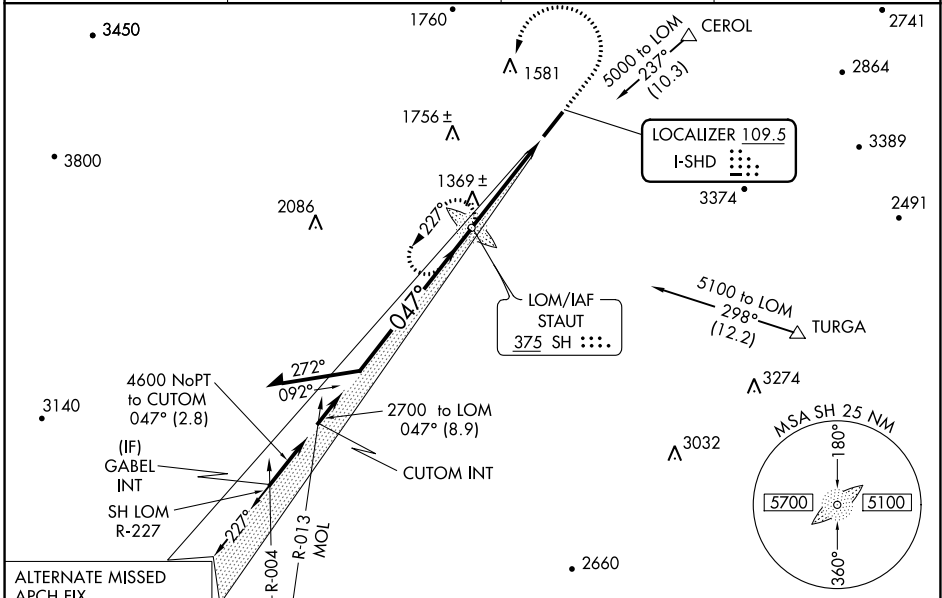 3450
1760
2741
CEROL
5000 to LOM
237°
(10.3)
1581
2864
1756 ±
LOCALIZER 109.5
I-SHD
3389
3800
1369 ±
3374
2491
2086
227°
5100 to LOM
298°
(12.2)
TURGA
LOM/IAF
STAUT
375 SH
047°
272°
092°
4600 NoPT
to CUTOM
047° (2.8)
3274
3140
2700 to LOM
047° (8.9)
MSA SH 25 NM
180°
5700
5100
360°
(IF)
GABEL
INT
3032
CUTOM INT
SH LOM
R-227
227°
R-004
R-013
MOL
2660
ALTERNATE MISSED
APCH FIX